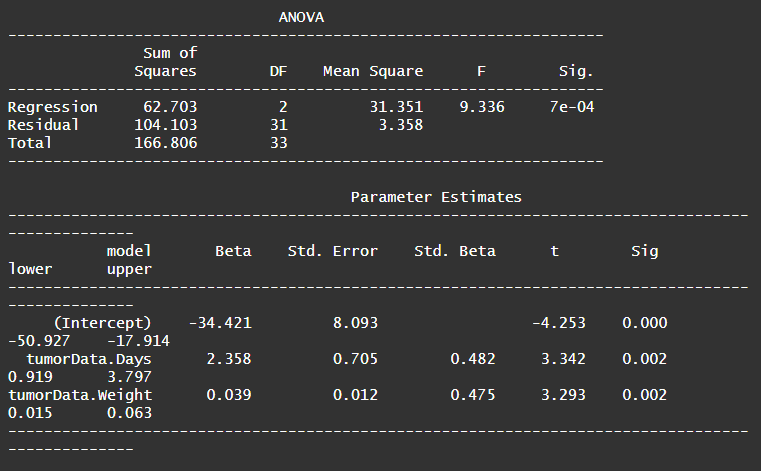 ANOVA
-------------------------------------------------------------------
Sum of
Squares DF Mean Square F Sig.
-------------------------------------------------------------------
Regression 62.703 2 31.351 9.336 7e-04
Residual 104.103 31 3.358
Total 166.806 33
-------------------------------------------------------------------
Parameter Estimates
----------------------------------------------------------------------------------
--------------
model Beta Std. Error Std. Beta t Sig
lower upper
----------------------------------------------------------------------------------
--------------
(Intercept) -34.421 8.093 -4.253 0.000
-50.927 -17.914
tumorData.Days 2.358 0.705 0.482 3.342 0.002
0.919 3.797
tumorData.Weight 0.039 0.012 0.475 3.293 0.002
0.015 0.063
----------------------------------------------------------------------------------
--------------